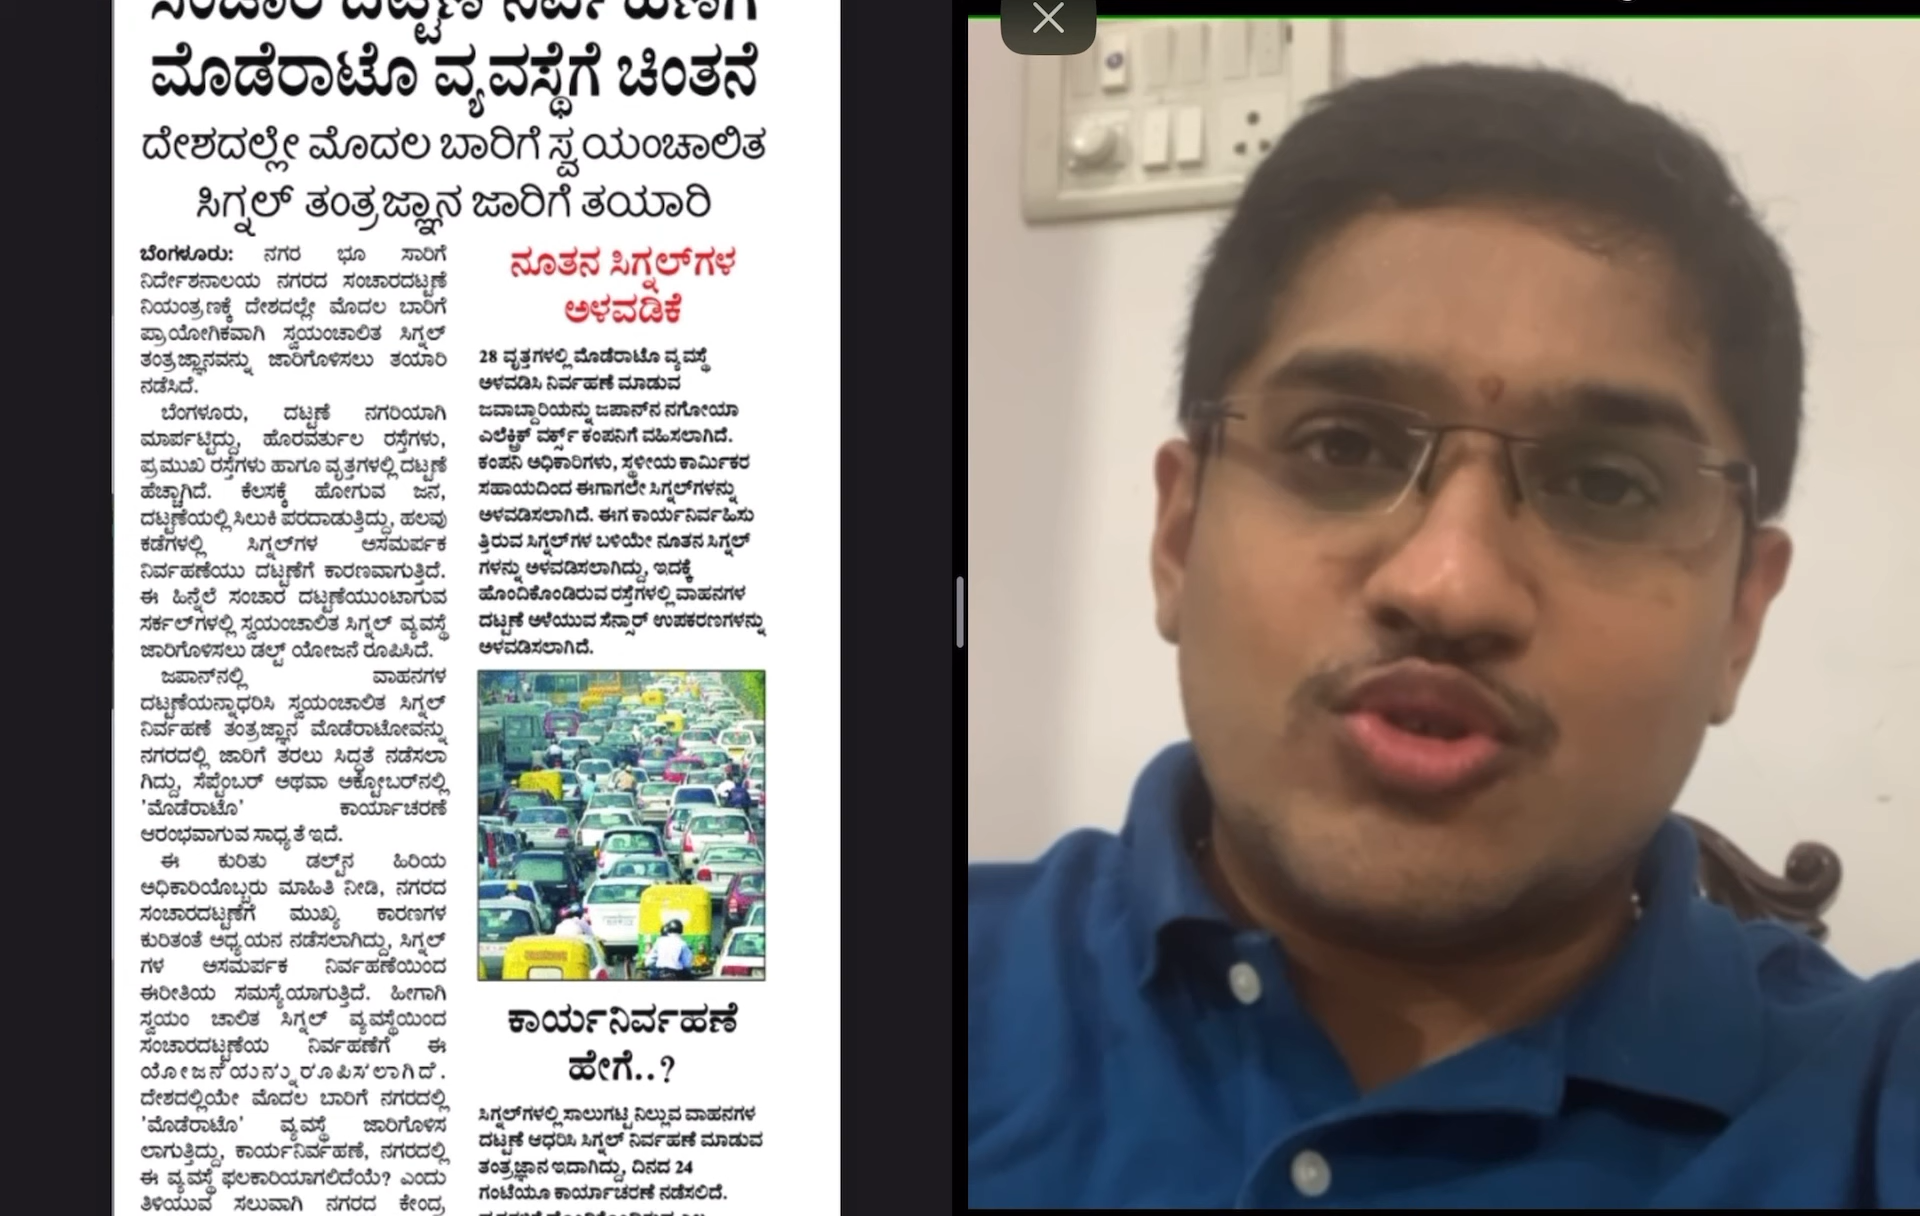 ಸಂಚಾರ ದಟ್ಟಣೆ ನಿರ್ವಹಣೆಗೆ
ಮೊಡೆರಾಟೊ ವ್ಯವಸ್ಥೆಗೆ ಚಿಂತನೆ
ದೇಶದಲ್ಲೇ ಮೊದಲ ಬಾರಿಗೆ ಸ್ವಯಂಚಾಲಿತ
ಸಿಗ್ನಲ್ ತಂತ್ರಜ್ಞಾನ ಜಾರಿಗೆ ತಯಾರಿ
ಬೆಂಗಳೂರು: ನಗರ ಭೂ ಸಾರಿಗೆ
ನಿರ್ದೇಶನಾಲಯ ನಗರದ ಸಂಚಾರದಟ್ಟಣೆ
ನಿಯಂತ್ರಣಕ್ಕೆ ದೇಶದಲ್ಲೇ ಮೊದಲ ಬಾರಿಗೆ
ಪ್ರಾಯೋಗಿಕವಾಗಿ ಸ್ವಯಂಚಾಲಿತ ಸಿಗ್ನಲ್
ತಂತ್ರಜ್ಞಾನವನ್ನು ಜಾರಿಗೊಳಿಸಲು ತಯಾರಿ
ನಡೆಸಿದೆ.
ಬೆಂಗಳೂರು, ದಟ್ಟಣೆ ನಗರಿಯಾಗಿ
ಮಾರ್ಪಟ್ಟಿದ್ದು, ಹೊರವರ್ತುಲ ರಸ್ತೆಗಳು,
ಪ್ರಮುಖ ರಸ್ತೆಗಳು ಹಾಗೂ ವೃತ್ತಗಳಲ್ಲಿ ದಟ್ಟಣೆ
ಹೆಚ್ಚಾಗಿದೆ. ಕೆಲಸಕ್ಕೆ ಹೋಗುವ ಜನ,
ದಟ್ಟಣೆಯಲ್ಲಿ ಸಿಲುಕಿ ಪರದಾಡುತ್ತಿದ್ದು, ಹಲವು
ಕಡೆಗಳಲ್ಲಿ ಸಿಗ್ನಲ್‌ಗಳ ಅಸಮರ್ಪಕ
ನಿರ್ವಹಣೆಯು ದಟ್ಟಣೆಗೆ ಕಾರಣವಾಗುತ್ತಿದೆ.
ಈ ಹಿನ್ನೆಲೆ ಸಂಚಾರ ದಟ್ಟಣೆಯುಂಟಾಗುವ
ಸರ್ಕಲ್‌ಗಳಲ್ಲಿ ಸ್ವಯಂಚಾಲಿತ ಸಿಗ್ನಲ್ ವ್ಯವಸ್ಥೆ
ಜಾರಿಗೊಳಿಸಲು ಡಲ್ಟ್ ಯೋಜನೆ ರೂಪಿಸಿದೆ.
ಜಪಾನ್‌ನಲ್ಲಿ ವಾಹನಗಳ
ದಟ್ಟಣೆಯನ್ನಾಧರಿಸಿ ಸ್ವಯಂಚಾಲಿತ ಸಿಗ್ನಲ್
ನಿರ್ವಹಣೆ ತಂತ್ರಜ್ಞಾನ ಮೊಡೆರಾಟೋವನ್ನು
ನಗರದಲ್ಲಿ ಜಾರಿಗೆ ತರಲು ಸಿದ್ಧತೆ ನಡೆಸಲಾ
ಗಿದ್ದು, ಸೆಪ್ಟೆಂಬರ್ ಅಥವಾ ಅಕ್ಟೋಬರ್‌ನಲ್ಲಿ
'ಮೊಡೆರಾಟೊ' ಕಾರ್ಯಾಚರಣೆ
ಆರಂಭವಾಗುವ ಸಾಧ್ಯತೆ ಇದೆ.
ಈ ಕುರಿತು ಡಲ್ಟ್‌ನ ಹಿರಿಯ
ಅಧಿಕಾರಿಯೊಬ್ಬರು ಮಾಹಿತಿ ನೀಡಿ, ನಗರದ
ಸಂಚಾರದಟ್ಟಣೆಗೆ ಮುಖ್ಯ ಕಾರಣಗಳ
ಕುರಿತಂತೆ ಅಧ್ಯಯನ ನಡೆಸಲಾಗಿದ್ದು, ಸಿಗ್ನಲ್
ಗಳ ಅಸಮರ್ಪಕ ನಿರ್ವಹಣೆಯಿಂದ
ಈರೀತಿಯ ಸಮಸ್ಯೆಯಾಗುತ್ತಿದೆ. ಹೀಗಾಗಿ
ಸ್ವಯಂ ಚಾಲಿತ ಸಿಗ್ನಲ್ ವ್ಯವಸ್ಥೆಯಿಂದ
ಸಂಚಾರದಟ್ಟಣೆಯ ನಿರ್ವಹಣೆಗೆ ಈ
ಯೋಜನೆಯನ್ನು ರೂಪಿಸಲಾಗಿದೆ.
ದೇಶದಲ್ಲಿಯೇ ಮೊದಲ ಬಾರಿಗೆ ನಗರದಲ್ಲಿ
'ಮೊಡೆರಾಟೊ' ವ್ಯವಸ್ಥೆ ಜಾರಿಗೊಳಿಸ
ಲಾಗುತ್ತಿದ್ದು, ಕಾರ್ಯನಿರ್ವಹಣೆ, ನಗರದಲ್ಲಿ
ಈ ವ್ಯವಸ್ಥೆ ಫಲಕಾರಿಯಾಗಲಿದೆಯೆ? ಎಂದು
ತಿಳಿಯುವ ಸಲುವಾಗಿ ನಗರದ ಕೇಂದ್ರ
ನೂತನ ಸಿಗ್ನಲ್‌ಗಳ
ಅಳವಡಿಕೆ
28 ವೃತ್ತಗಳಲ್ಲಿ ಮೊಡೆರಾಟೊ ವ್ಯವಸ್ಥೆ
ಅಳವಡಿಸಿ ನಿರ್ವಹಣೆ ಮಾಡುವ
ಜವಾಬ್ದಾರಿಯನ್ನು ಜಪಾನ್‌ನ ನಗೋಯಾ
ಎಲೆಕ್ಟ್ರಿಕ್ ವರ್ಕ್ಸ್ ಕಂಪನಿಗೆ ವಹಿಸಲಾಗಿದೆ.
ಕಂಪನಿ ಅಧಿಕಾರಿಗಳು, ಸ್ಥಳೀಯ ಕಾರ್ಮಿಕರ
ಸಹಾಯದಿಂದ ಈಗಾಗಲೇ ಸಿಗ್ನಲ್‌ಗಳನ್ನು
ಅಳವಡಿಸಲಾಗಿದೆ. ಈಗ ಕಾರ್ಯನಿರ್ವಹಿಸು
ತ್ತಿರುವ ಸಿಗ್ನಲ್‌ಗಳ ಬಳಿಯೇ ನೂತನ ಸಿಗ್ನಲ್
ಗಳನ್ನು ಅಳವಡಿಸಲಾಗಿದ್ದು, ಇದಕ್ಕೆ
ಹೊಂದಿಕೊಂಡಿರುವ ರಸ್ತೆಗಳಲ್ಲಿ ವಾಹನಗಳ
ದಟ್ಟಣೆ ಅಳೆಯುವ ಸೆನ್ಸಾರ್ ಉಪಕರಣಗಳನ್ನು
ಅಳವಡಿಸಲಾಗಿದೆ.
ಕಾರ್ಯನಿರ್ವಹಣೆ
ಹೇಗೆ..?
ಸಿಗ್ನಲ್‌ಗಳಲ್ಲಿ ಸಾಲುಗಟ್ಟಿ ನಿಲ್ಲುವ ವಾಹನಗಳ
ದಟ್ಟಣೆ ಆಧರಿಸಿ ಸಿಗ್ನಲ್ ನಿರ್ವಹಣೆ ಮಾಡುವ
ತಂತ್ರಜ್ಞಾನ ಇದಾಗಿದ್ದು, ದಿನದ 24
ಗಂಟೆಯೂ ಕಾರ್ಯಾಚರಣೆ ನಡೆಸಲಿದೆ.